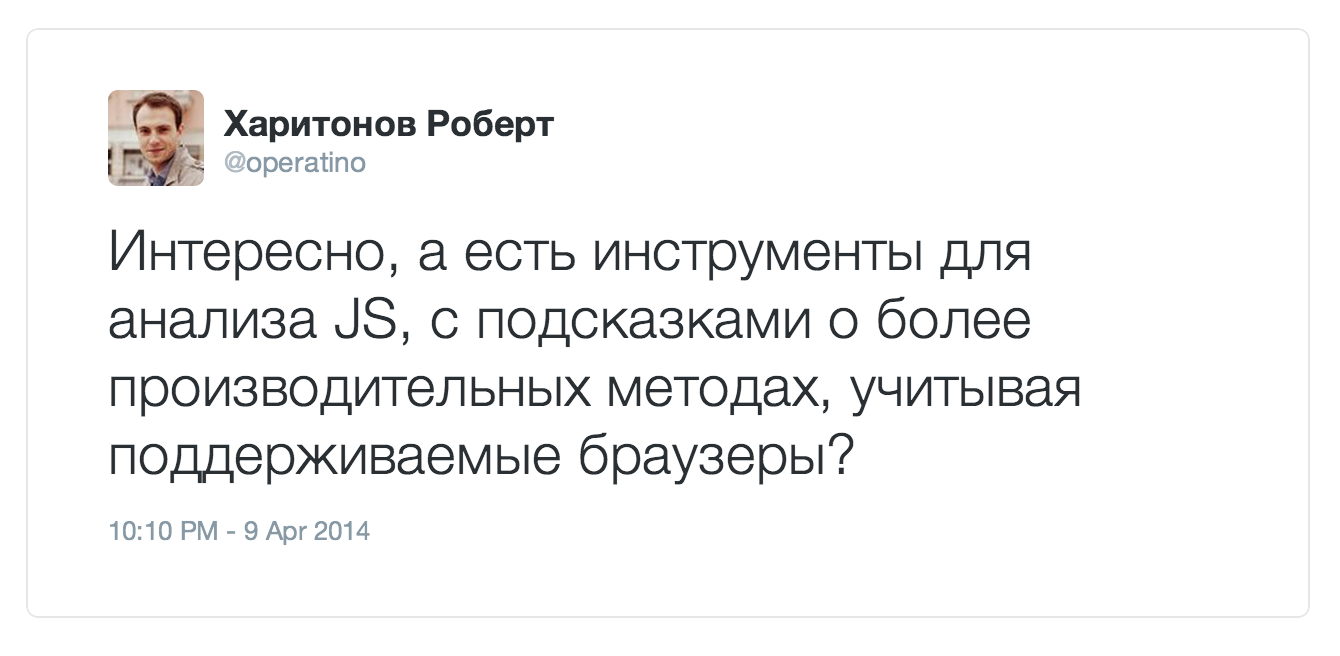 Харитонов Роберт
@operatino
Интересно, а есть инструменты для
анализа JS, с подсказками о более
производительных методах, учитывая
поддерживаемые браузеры?
10:10 PM - 9 Apr 2014